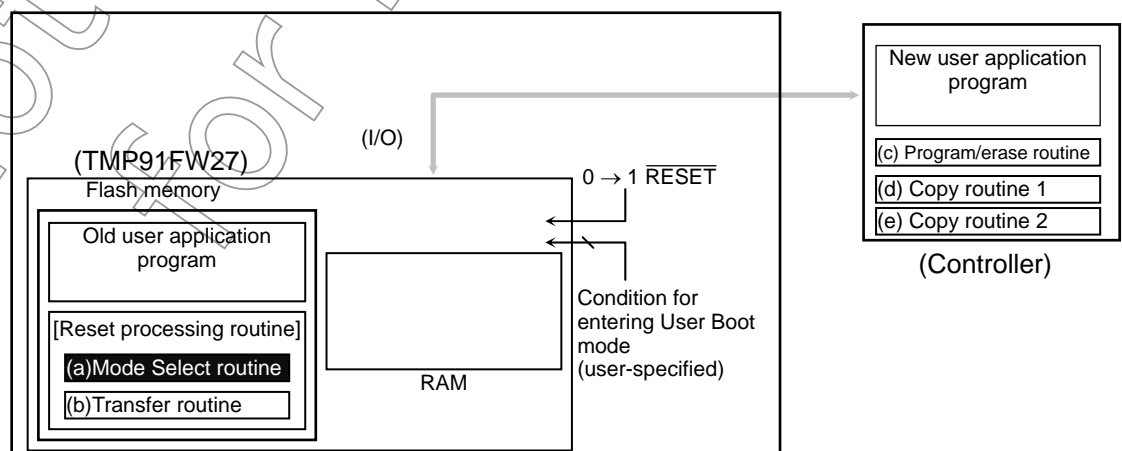 New user application
program
(c) Program/erase routine
(d) Copy routine 1
(e) Copy routine 2
(Controller)
(I/O)
(TMP91FW27)
Flash memory
Old user application
program
[Reset processing routine]
(a)Mode Select routine
(b)Transfer routine
RAM
0 → 1 RESET
Condition for
entering User Boot
mode
(user-specified)
for